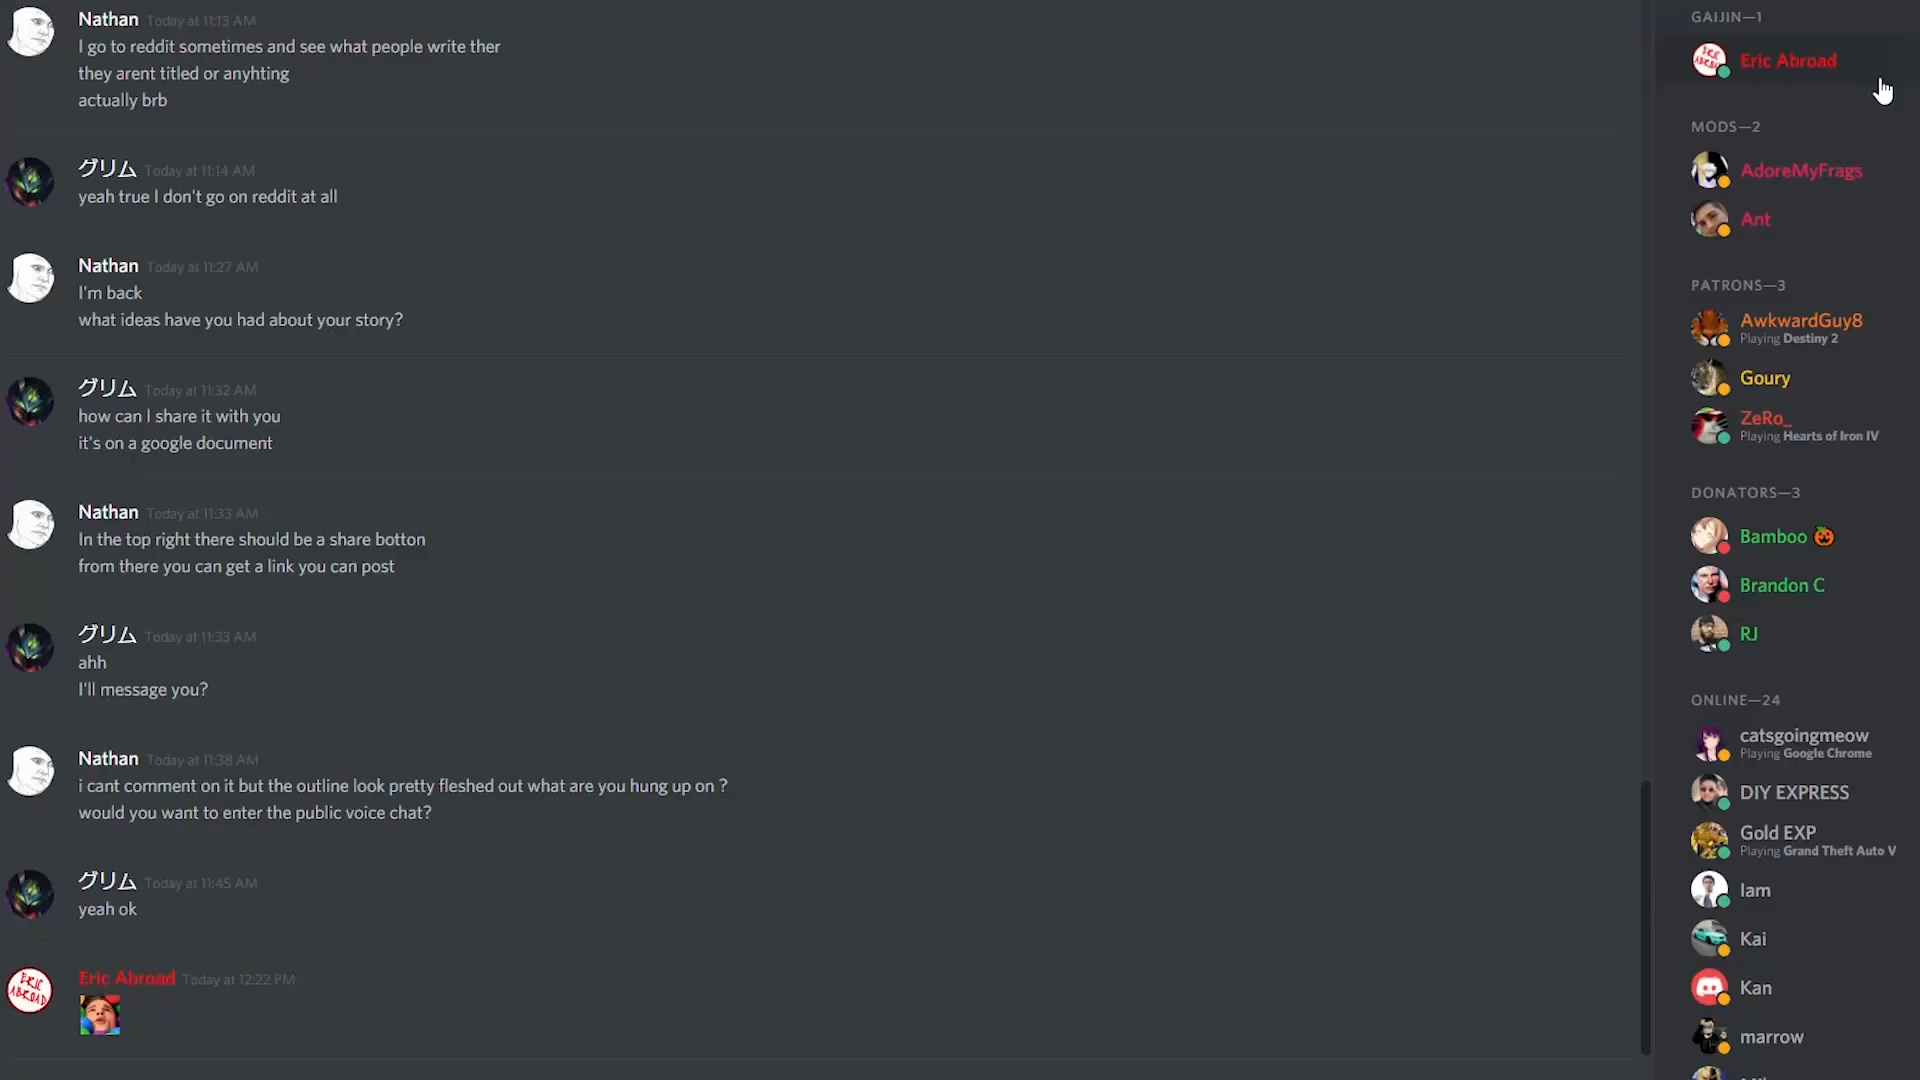 Nathan Today at 11:13 AM
I go to reddit sometimes and see what people write ther
they arent titled or anyhting
actually brb
グリム Today at 11:14 AM
yeah true I don't go on reddit at all
Nathan Today at 11:27 AM
I'm back
what ideas have you had about your story?
グリム Today at 11:32 AM
how can I share it with you
it's on a google document
Nathan Today at 11:33 AM
In the top right there should be a share botton
from there you can get a link you can post
グリム Today at 11:33 AM
ahh
I'll message you?
Nathan Today at 11:38 AM
i cant comment on it but the outline look pretty fleshed out what are you hung up on ?
would you want to enter the public voice chat?
グリム Today at 11:45 AM
yeah ok
ERIC
ABROAD
Eric Abroad Today at 12:22 PM
GAIJIN—1
Eric Abroad
MODS—2
AdoreMyFrags
Ant
PATRONS—3
AwkwardGuy8
Playing Destiny 2
Goury
ZeRo_
Playing Hearts of Iron IV
DONATORS—3
Bamboo
Brandon C
RJ
ONLINE—24
catsgoingmeow
Playing Google Chrome
DIY EXPRESS
Gold EXP
Playing Grand Theft Auto V
Kai
Kan
marrow